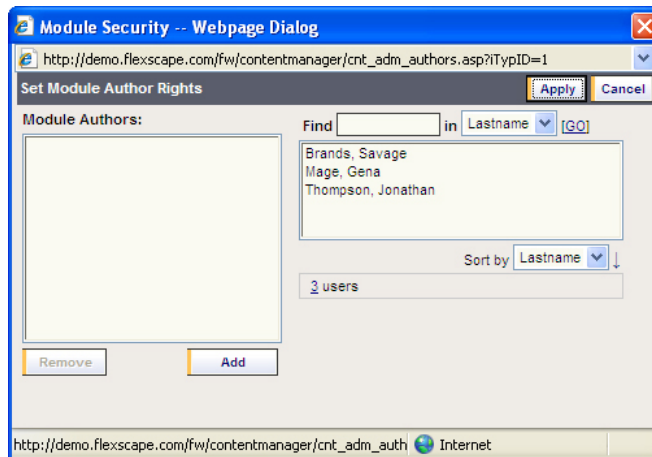 Module Security -- Webpage Dialog
http://demo.flexscape.com/fw/contentmanager/cnt_adm_authors.asp?iTypID=1
Set Module Author Rights
Apply
Cancel
Module Authors:
Find in Lastname [GO]
Brands, Savage
Mage, Gena
Thompson, Jonathan
Sort by Lastname ↓
3 users
Remove
Add
http://demo.flexscape.com/fw/contentmanager/cnt_adm_auth Internet